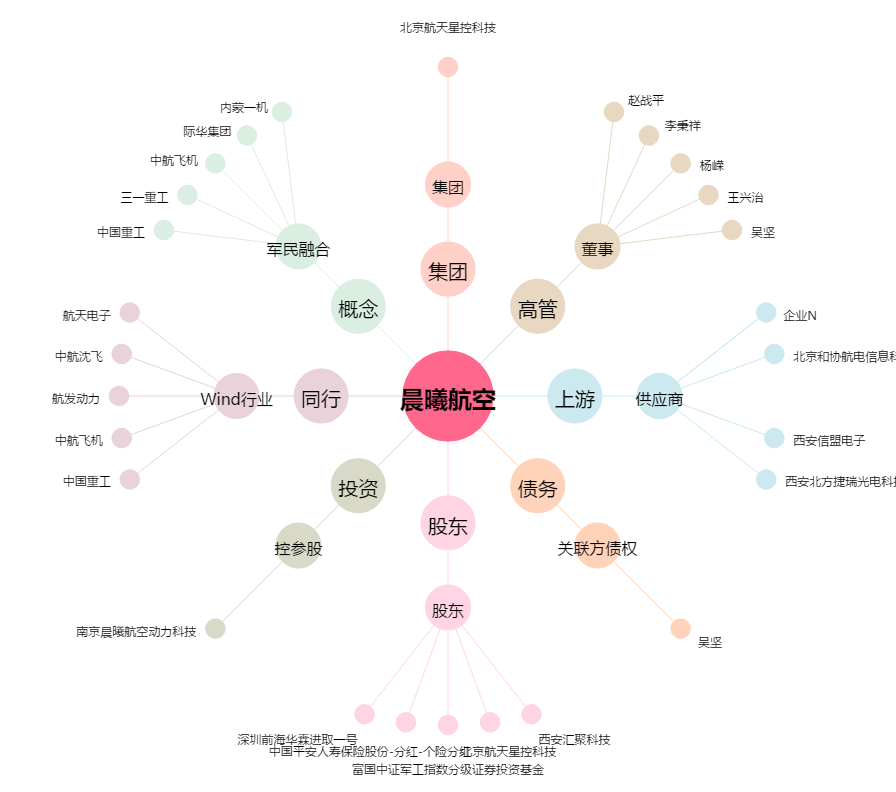 北京航天星控科技
集团
集团
内蒙一机
际华集团
中航飞机
三一重工
中国重工
军民融合
概念
赵战平
李秉祥
杨嵘
王兴治
吴坚
董事
高管
航天电子
中航沈飞
航发动力
中航飞机
中国重工
Wind行业
同行
晨曦航空
上游
供应商
企业N
北京和协航电信息科
西安信盟电子
西安北方捷瑞光电科技
投资
控参股
南京晨曦航空动力科技
债务
关联方债权
吴坚
股东
股东
深圳前海华霖进取一号
中国平安人寿保险股份-分红-个险分红
北京航天星控科技
西安汇聚科技
富国中证军工指数分级证券投资基金